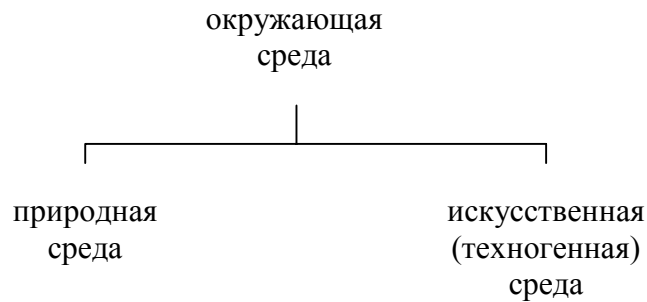 окружающая
среда
природная
среда
искусственная
(техногенная)
среда